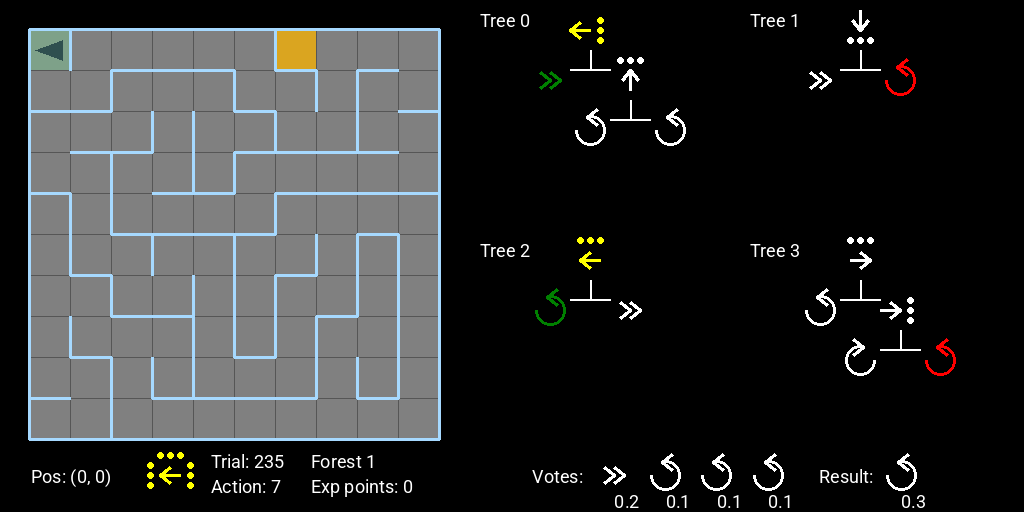 Tree 0
Tree 1
Tree 2
Tree 3
Pos: (0, 0)
Trial: 235
Forest 1
Action: 7
Exp points: 0
Votes:
0.2
0.1
0.1
0.1
Result:
0.3